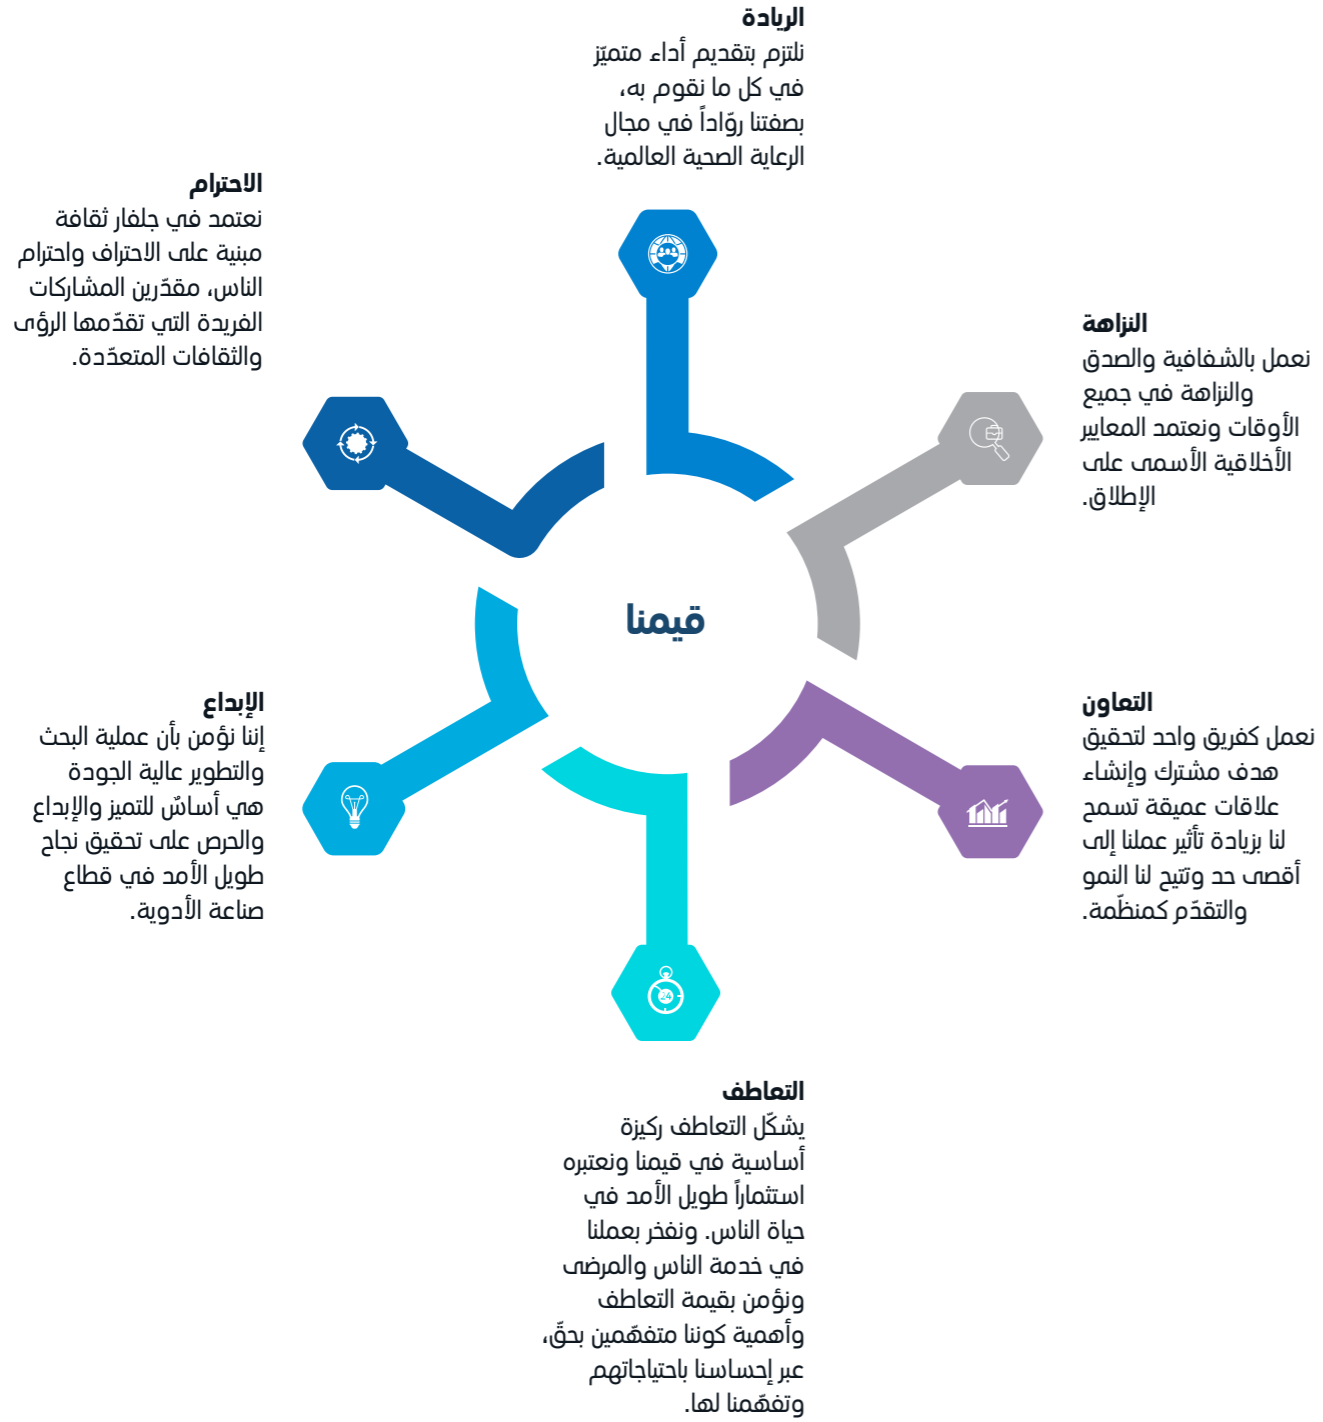 الريادة
نلتزم بتقديم أداء متميّز
في كل ما نقوم به،
بصفتنا روّاداً في مجال
الرعاية الصحية العالمية.
النزاهة
نعمل بالشفافية والصدق
والنزاهة في جميع
الأوقات ونعتمد المعايير
الأخلاقية الأسمى على
الإطلاق.
التعاون
نعمل كفريق واحد لتحقيق
هدف مشترك وإنشاء
علاقات عميقة تسمح
لنا بزيادة تأثير عملنا إلى
أقصى حد وتتيح لنا النمو
والتقدّم كمنظّمة.
التعاطف
يشكّل التعاطف ركيزة
أساسية في قيمنا ونعتبره
استثماراً طويل الأمد في
حياة الناس. ونفخر بعملنا
في خدمة الناس والمرضى
ونؤمن بقيمة التعاطف
وأهمية كوننا متفهّمين بحقّ،
عبر إحساسنا باحتياجاتهم
وتفهّمنا لها.
الإبداع
إننا نؤمن بأن عملية البحث
والتطوير عالية الجودة
هي أساسٌ للتميز والإبداع
والحرص على تحقيق نجاح
طويل الأمد في قطاع
صناعة الأدوية.
الاحترام
نعتمد في جلفار ثقافة
مبنية على الاحتراف واحترام
الناس، مقدّرين المشاركات
الفريدة التي تقدّمها الرؤى
والثقافات المتعدّدة.
قيمنا
24